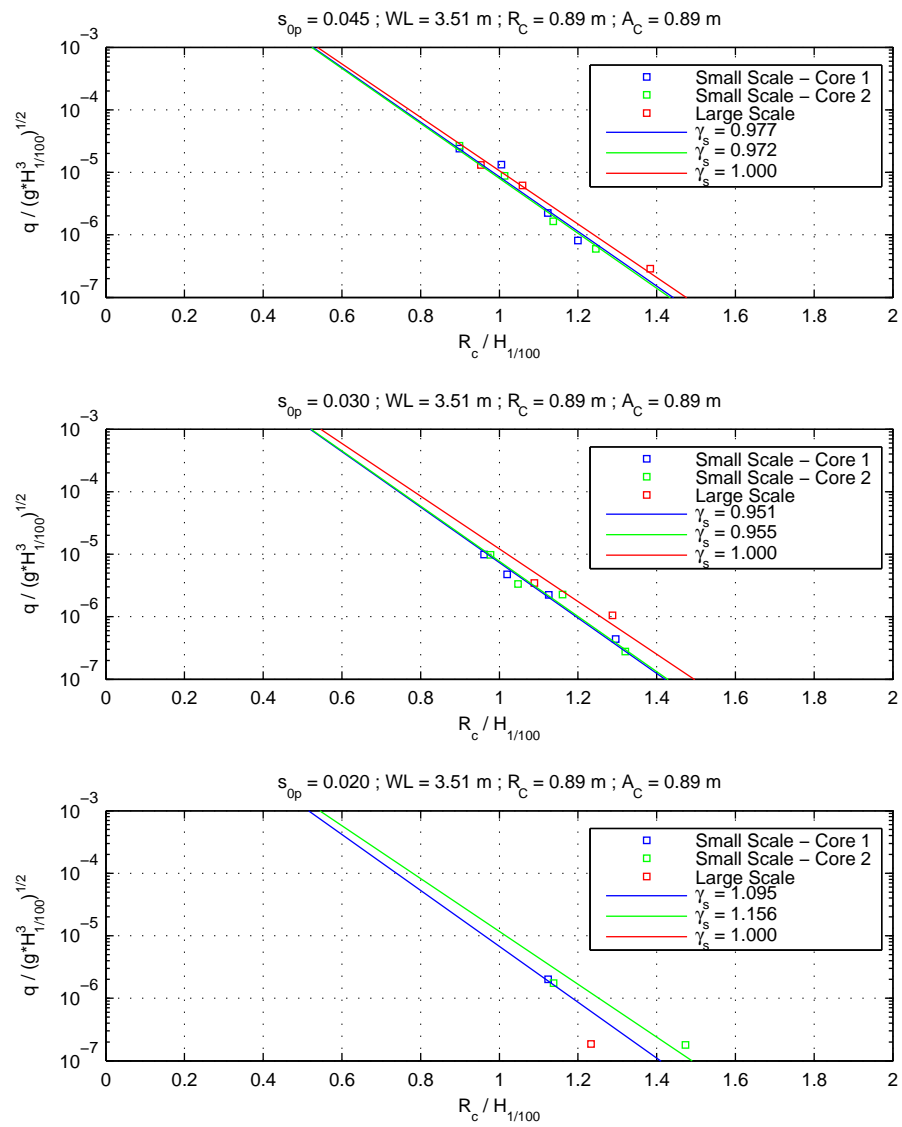 s0p = 0.045 ; WL = 3.51 m ; RC = 0.89 m ; AC = 0.89 m
10−3
10−4
10−5
10−6
10−7
q / (g*H3 1/100)1/2
Small Scale − Core 1
Small Scale − Core 2
Large Scale
γs = 0.977
γs = 0.972
γs = 1.000
0 0.2 0.4 0.6 0.8 1 1.2 1.4 1.6 1.8 2
Rc / H1/100
s0p = 0.030 ; WL = 3.51 m ; RC = 0.89 m ; AC = 0.89 m
10−3
10−4
10−5
10−6
10−7
q / (g*H3 1/100)1/2
Small Scale − Core 1
Small Scale − Core 2
Large Scale
γs = 0.951
γs = 0.955
γs = 1.000
0 0.2 0.4 0.6 0.8 1 1.2 1.4 1.6 1.8 2
Rc / H1/100
s0p = 0.020 ; WL = 3.51 m ; RC = 0.89 m ; AC = 0.89 m
10−3
10−4
10−5
10−6
10−7
q / (g*H3 1/100)1/2
Small Scale − Core 1
Small Scale − Core 2
Large Scale
γs = 1.095
γs = 1.156
γs = 1.000
0 0.2 0.4 0.6 0.8 1 1.2 1.4 1.6 1.8 2
Rc / H1/100